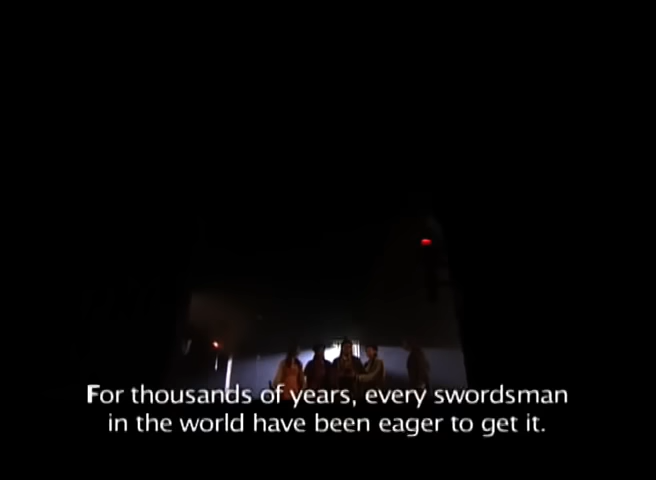 For thousands of years, every swordsman
in the world have been eager to get it.